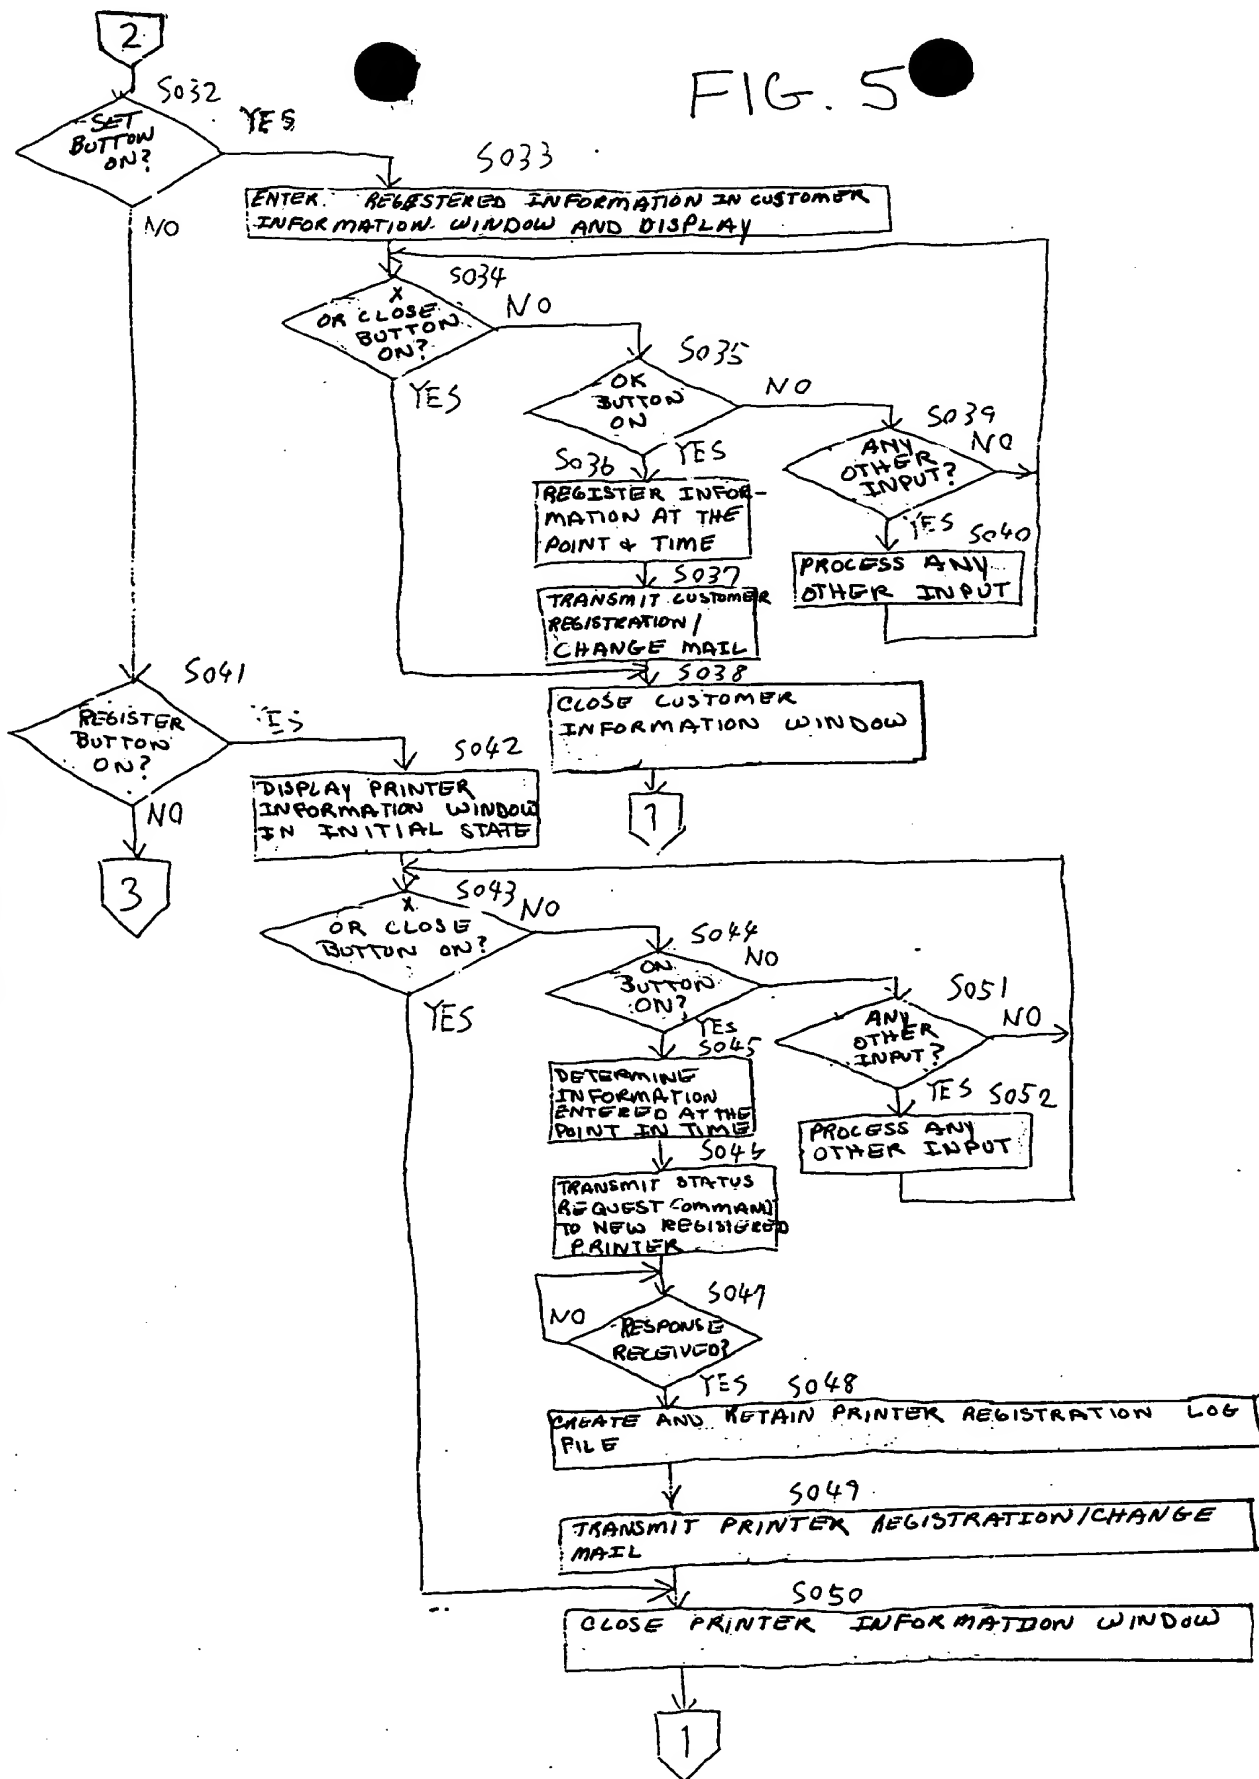 2
FIG. 5
S032
SET
BUTTON
ON?
YES
NO
S033
ENTER. REGISTERED INFORMATION IN CUSTOMER
INFORMATION WINDOW AND DISPLAY
S034
X
OR CLOSE
BUTTON
ON?
NO
YES
S035
OK
BUTTON
ON
NO
YES
S039
ANY
OTHER
INPUT?
NO
YES
S036
REGISTER INFOR-
MATION AT THE
POINT & TIME
S040
PROCESS ANY
OTHER INPUT
S037
TRANSMIT CUSTOMER
REGISTRATION/
CHANGE MAIL
S038
CLOSE CUSTOMER
INFORMATION WINDOW
1
S041
REGISTER
BUTTON
ON?
NO
3
S042
DISPLAY PRINTER
INFORMATION WINDOW
IN INITIAL STATE
S043
X
OR CLOSE
BUTTON ON?
NO
YES
S044
ON
BUTTON
ON?
NO
YES
S051
ANY
OTHER
INPUT?
NO
YES
S045
DETERMINE
INFORMATION
ENTERED AT THE
POINT IN TIME
S052
PROCESS ANY
OTHER INPUT
TRANSMIT STATUS
REQUEST COMMAND
TO NEW REGISTERED
PRINTER
S047
RESPONSE
RECEIVED?
NO
YES
S048
CREATE AND RETAIN PRINTER REGISTRATION LOG
FILE
S049
TRANSMIT PRINTER REGISTRATION/CHANGE
MAIL
S050
CLOSE PRINTER INFORMATION WINDOW
1